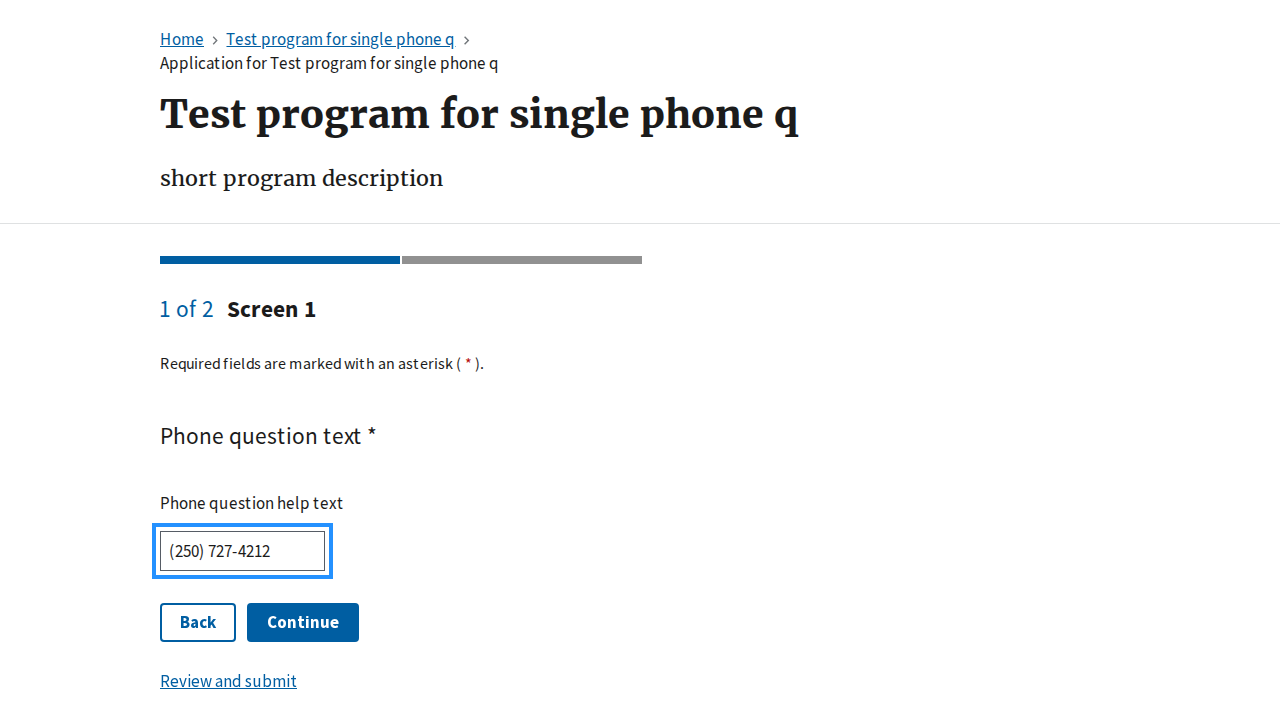 Home > Test program for single phone q >
Application for Test program for single phone q
Test program for single phone q
short program description
1 of 2 Screen 1
Required fields are marked with an asterisk ( * ).
Phone question text *
Phone question help text
(250) 727-4212
Back Continue
Review and submit